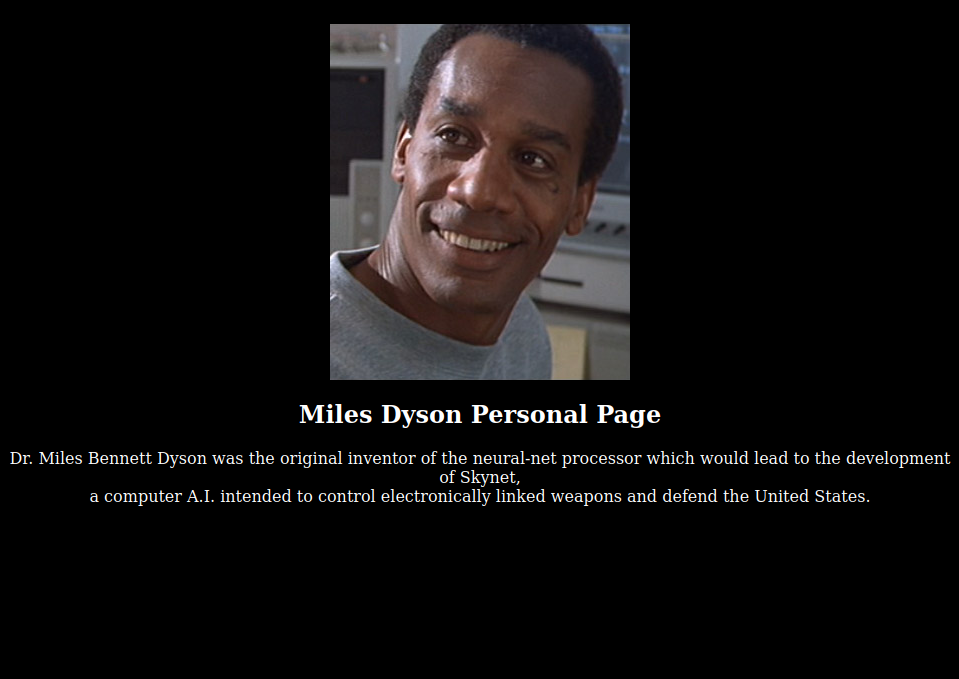 Miles Dyson Personal Page
Dr. Miles Bennett Dyson was the original inventor of the neural-net processor which would lead to the development
of Skynet,
a computer A.I. intended to control electronically linked weapons and defend the United States.